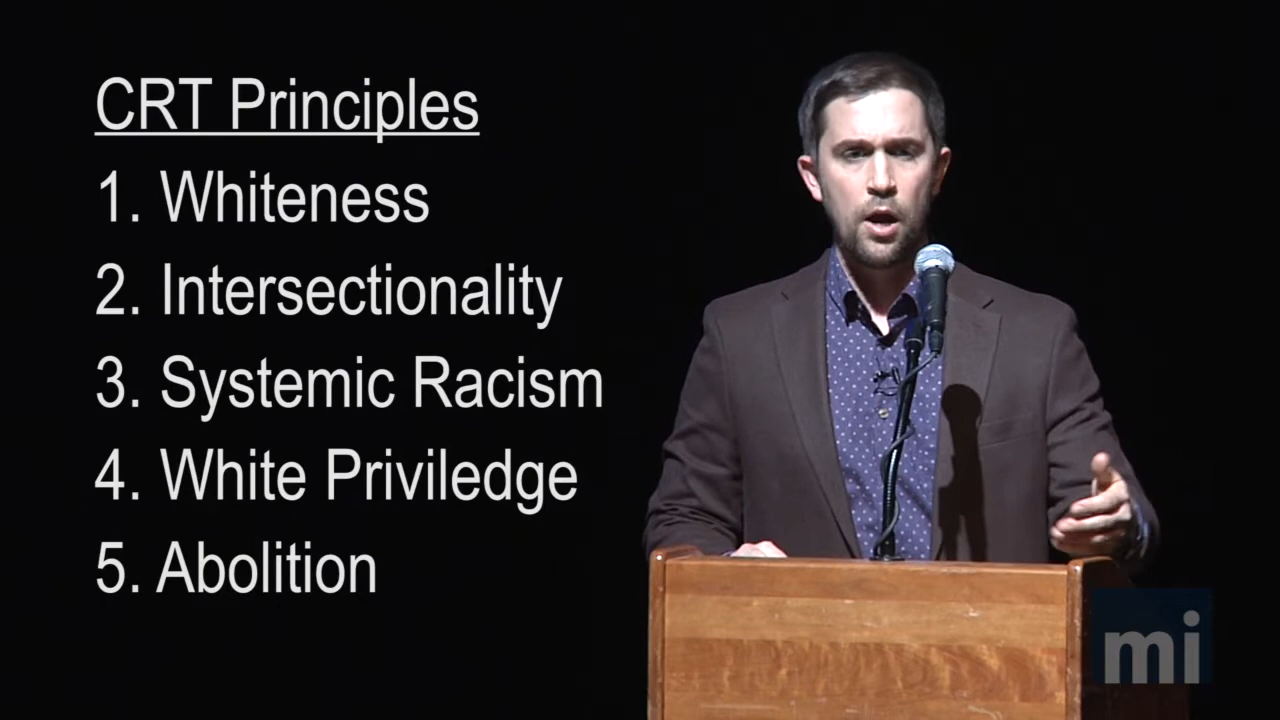 CRT Principles
1. Whiteness
2. Intersectionality
3. Systemic Racism
4. White Priviledge
5. Abolition
mi